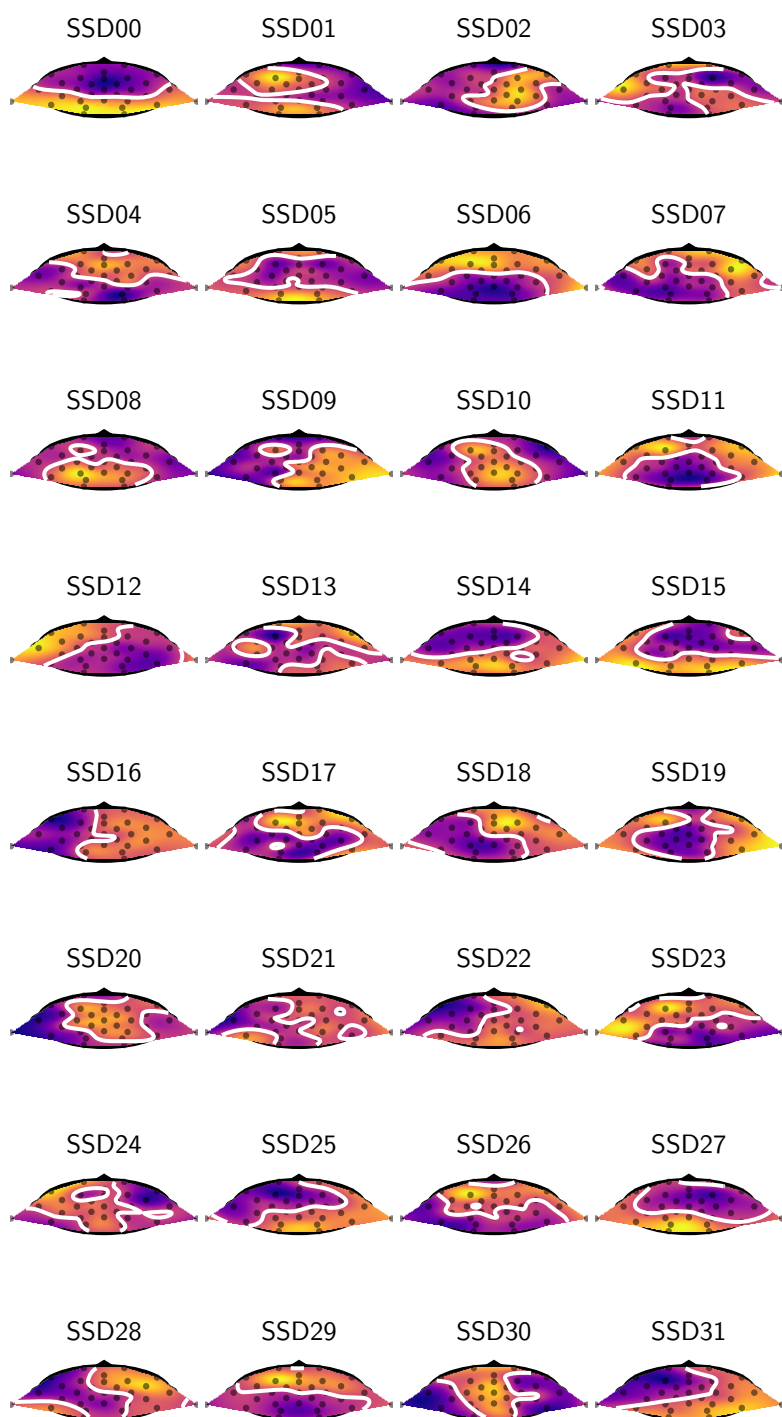 SSD00 SSD01 SSD02 SSD03
SSD04 SSD05 SSD06 SSD07
SSD08 SSD09 SSD10 SSD11
SSD12 SSD13 SSD14 SSD15
SSD16 SSD17 SSD18 SSD19
SSD20 SSD21 SSD22 SSD23
SSD24 SSD25 SSD26 SSD27
SSD28 SSD29 SSD30 SSD31